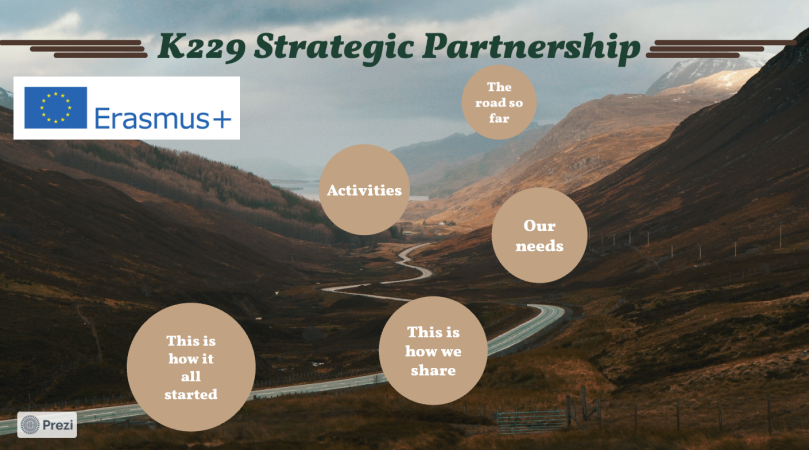 K229 Strategic Partnership
Erasmus+
The
road so
far
Activities
Our
needs
This is
how we
share
This is
how it
all
started
Prezi